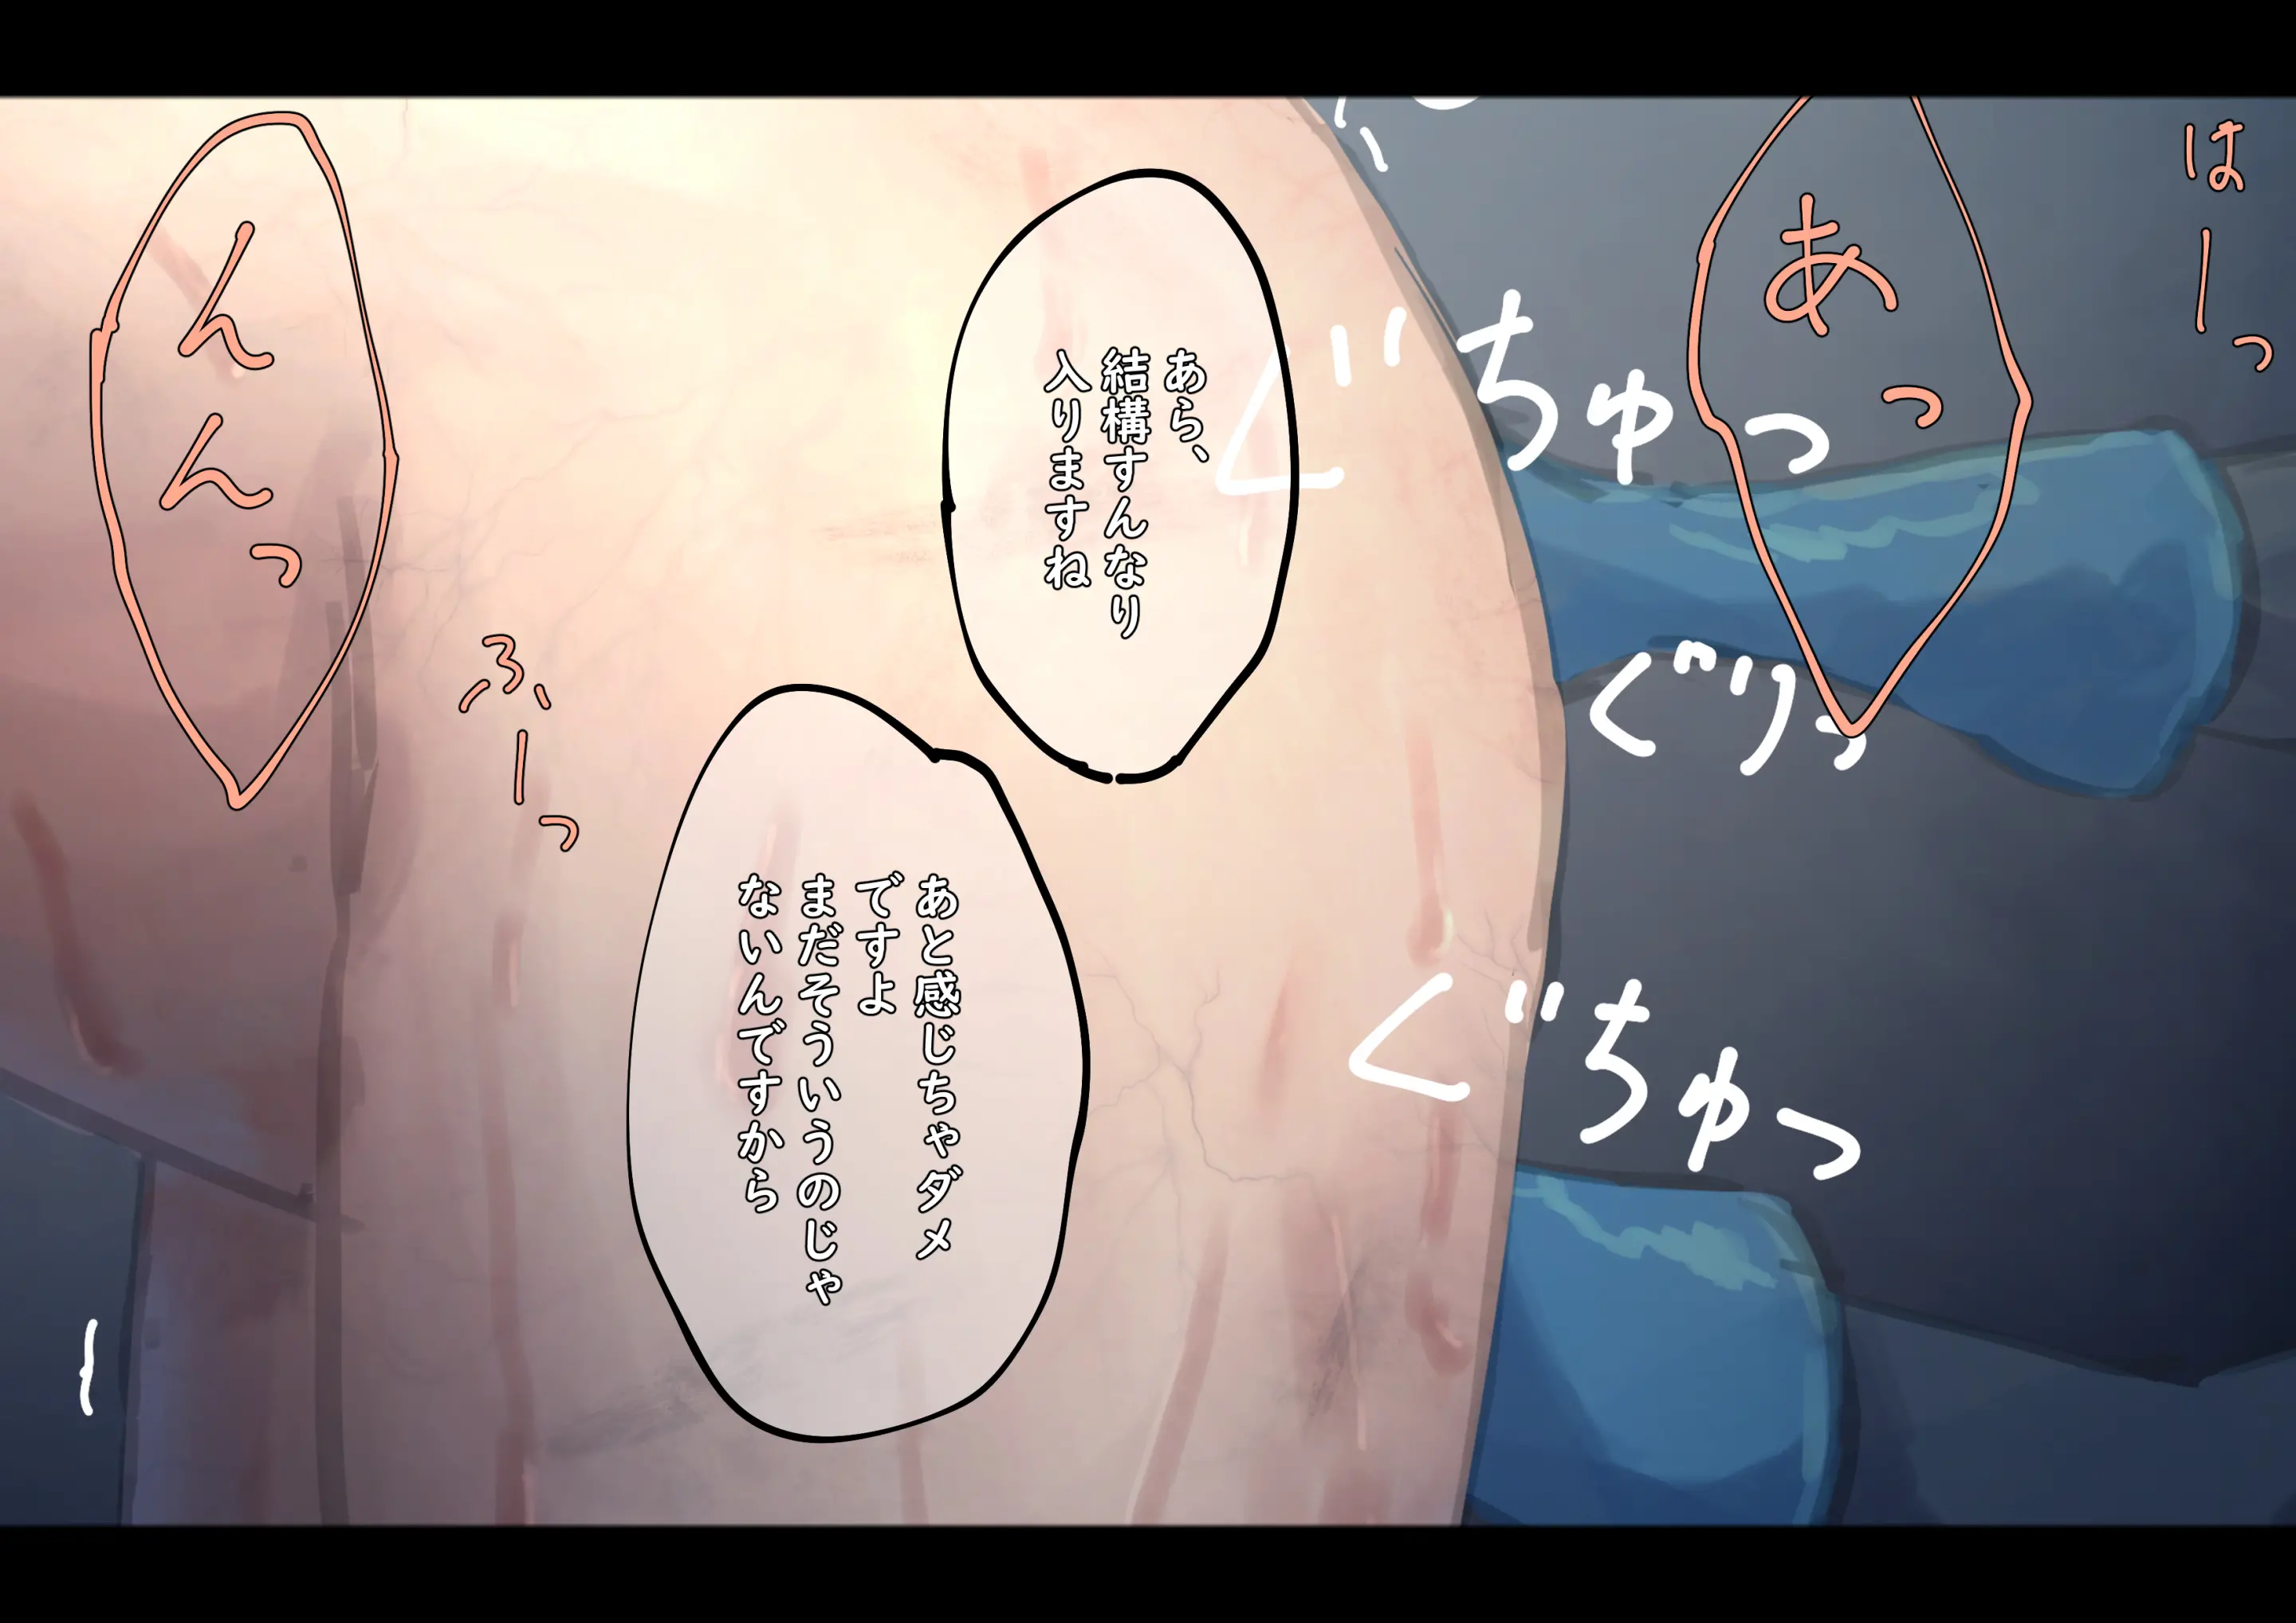 はーっ
あっ
ぐちゅっ
ぐりっ
ぐちゅっ
あら、
結構すんなり
入りますね
あと感じちゃダメ
ですよ
まだそういうのじゃ
ないんですから
ふーっ
んんっ